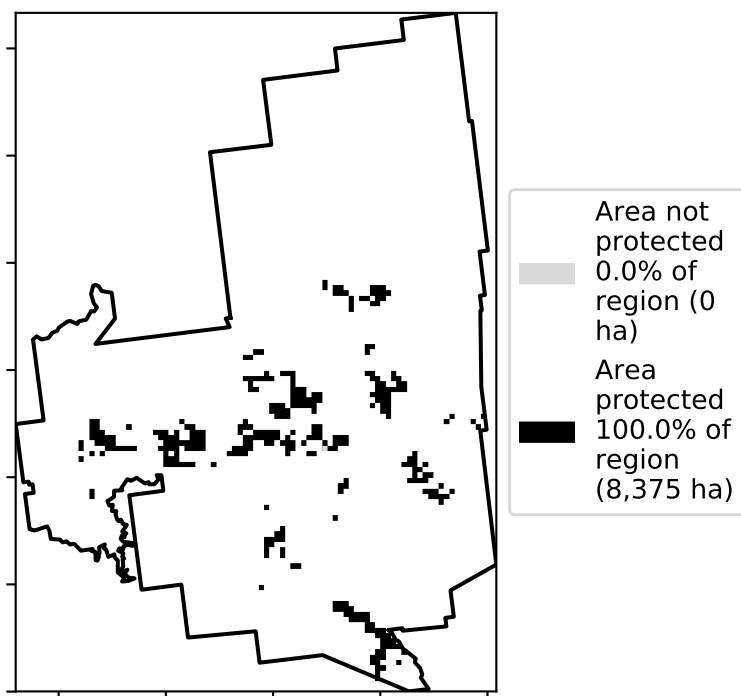 Area not
protected
0.0% of
region (0
ha)
Area
protected
100.0% of
region
(8,375 ha)